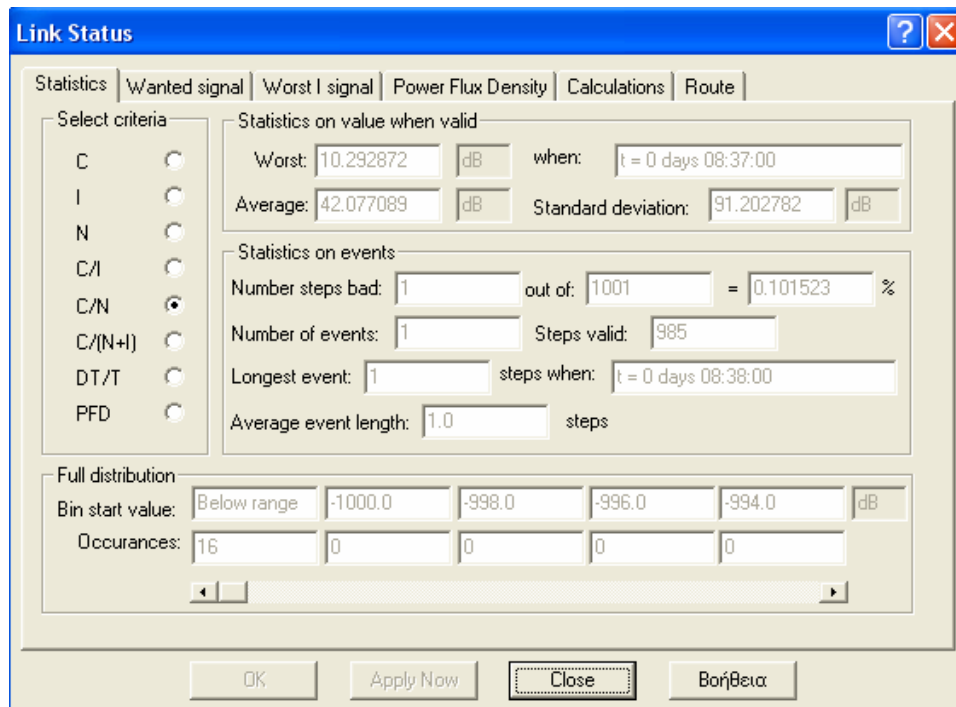 Link Status
Statistics Wanted signal Worst I signal Power Flux Density Calculations Route
Select criteria
C
I
N
C/I
C/N
C/(N+I)
DT/T
PFD
Statistics on value when valid
Worst: 10.292872 dB when: t = 0 days 08:37:00
Average: 42.077089 dB Standard deviation: 91.202782 dB
Statistics on events
Number steps bad: 1 out of: 1001 = 0.101523 %
Number of events: 1 Steps valid: 985
Longest event: 1 steps when: t = 0 days 08:38:00
Average event length: 1.0 steps
Full distribution
Bin start value: Below range -1000.0 -998.0 -996.0 -994.0 dB
Occurances: 16 0 0 0 0
OK Apply Now Close Βοήθεια